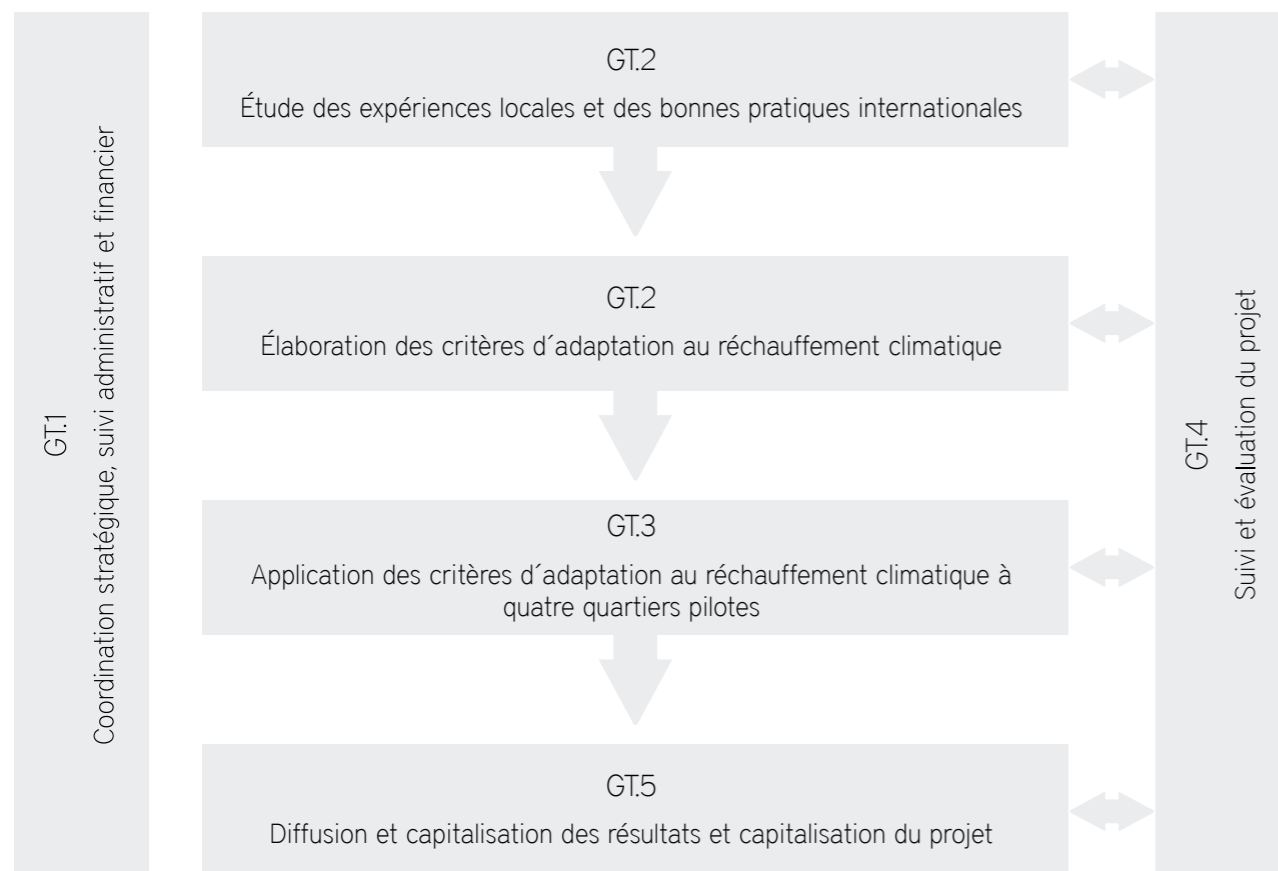 GT.1
Coordination stratégique, suivi administratif et financier
GT.2
Étude des expériences locales et des bonnes pratiques internationales
GT.2
Élaboration des critères d´adaptation au réchauffement climatique
GT.3
Application des critères d´adaptation au réchauffement climatique à
quatre quartiers pilotes
GT.5
Diffusion et capitalisation des résultats et capitalisation du projet
GT.4
Suivi et évaluation du projet